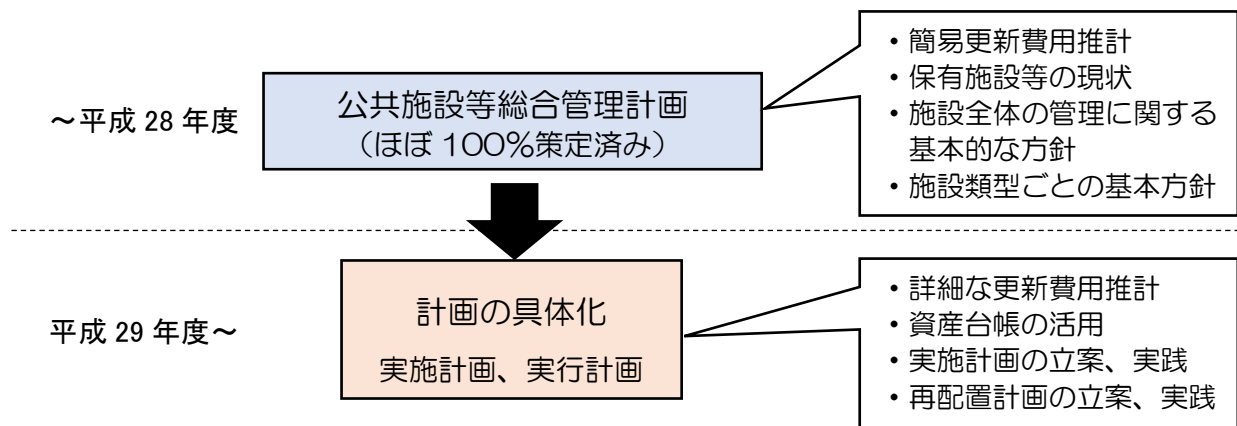 ～平成 28 年度
公共施設等総合管理計画
（ほぼ 100%策定済み）
・簡易更新費用推計
・保有施設等の現状
・施設全体の管理に関する
基本的な方針
・施設類型ごとの基本方針
平成 29 年度～
計画の具体化
実施計画、実行計画
・詳細な更新費用推計
・資産台帳の活用
・実施計画の立案、実践
・再配置計画の立案、実践